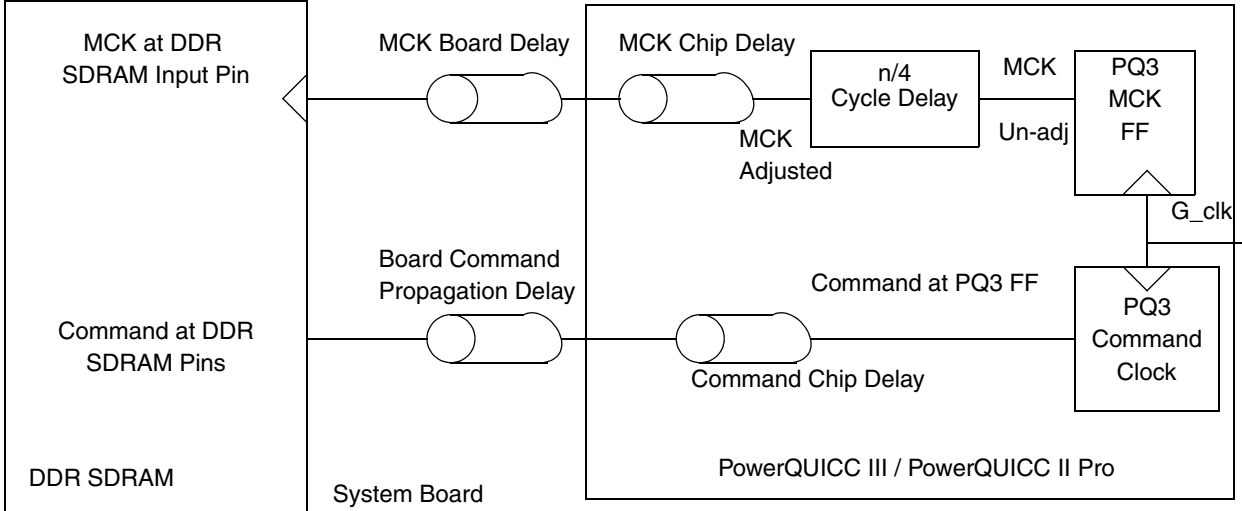 MCK at DDR
SDRAM Input Pin
MCK Board Delay
MCK Chip Delay
n/4
Cycle Delay
MCK
Un-adj
PQ3
MCK
FF
MCK
Adjusted
G_clk
Board Command
Propagation Delay
Command at PQ3 FF
Command at DDR
SDRAM Pins
Command Chip Delay
PQ3
Command
Clock
DDR SDRAM
System Board
PowerQUICC III / PowerQUICC II Pro